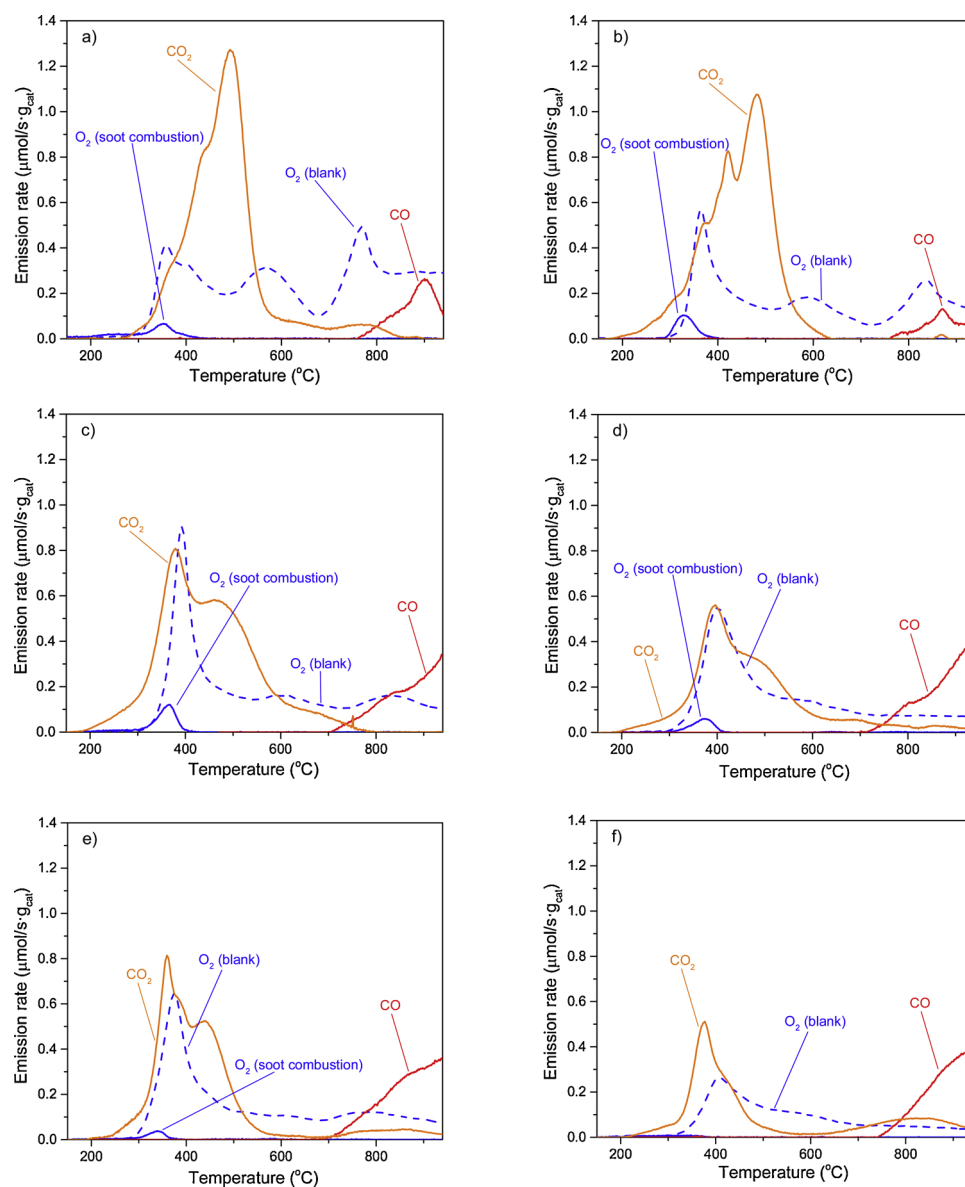 a)
CO₂
O₂ (soot combustion)
O₂ (blank)
CO
Emission rate (μmol/s·g_cat)
1.4
1.2
1.0
0.8
0.6
0.4
0.2
0.0
200 400 600 800
Temperature (°C)
b)
CO₂
O₂ (soot combustion)
O₂ (blank)
CO
Emission rate (μmol/s·g_cat)
1.4
1.2
1.0
0.8
0.6
0.4
0.2
0.0
200 400 600 800
Temperature (°C)
c)
CO₂
O₂ (soot combustion)
CO
O₂ (blank)
Emission rate (μmol/s·g_cat)
1.4
1.2
1.0
0.8
0.6
0.4
0.2
0.0
200 400 600 800
Temperature (°C)
d)
O₂ (soot combustion)
O₂ (blank)
CO
CO₂
Emission rate (μmol/s·g_cat)
1.4
1.2
1.0
0.8
0.6
0.4
0.2
0.0
200 400 600 800
Temperature (°C)
e)
O₂ (blank)
CO₂
CO
O₂ (soot combustion)
Emission rate (μmol/s·g_cat)
1.4
1.2
1.0
0.8
0.6
0.4
0.2
0.0
200 400 600 800
Temperature (°C)
f)
CO₂
CO
O₂ (blank)
Emission rate (μmol/s·g_cat)
1.4
1.2
1.0
0.8
0.6
0.4
0.2
0.0
200 400 600 800
Temperature (°C)